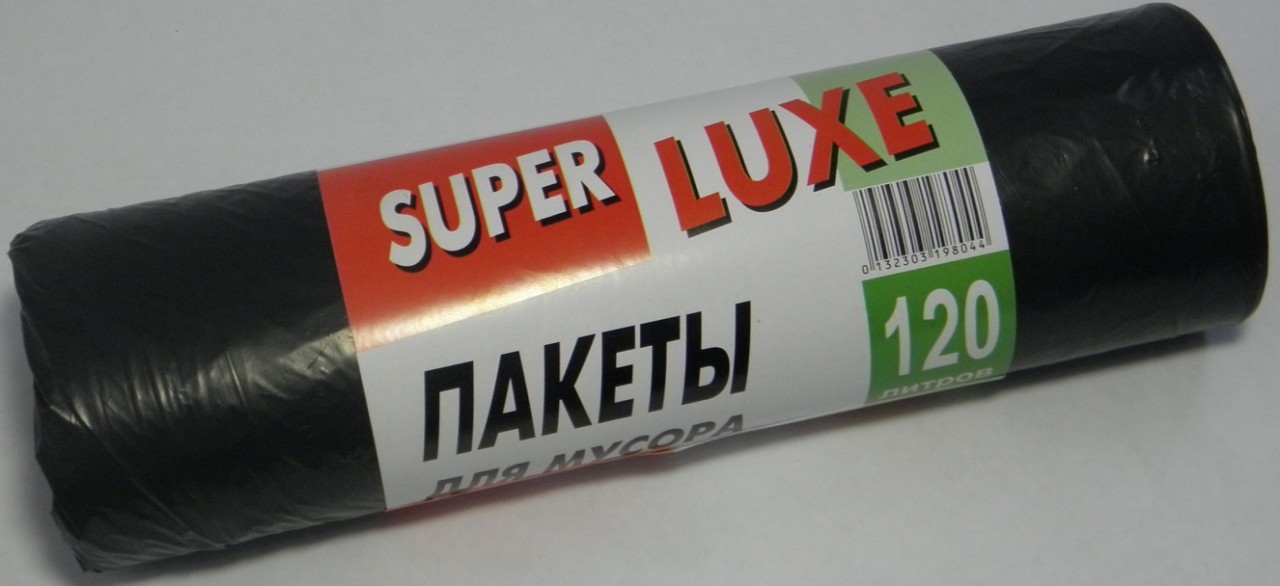 SUPER LUXE
0 132303 198044
120
литров
ПАКЕТЫ
ДЛЯ МУСОРА